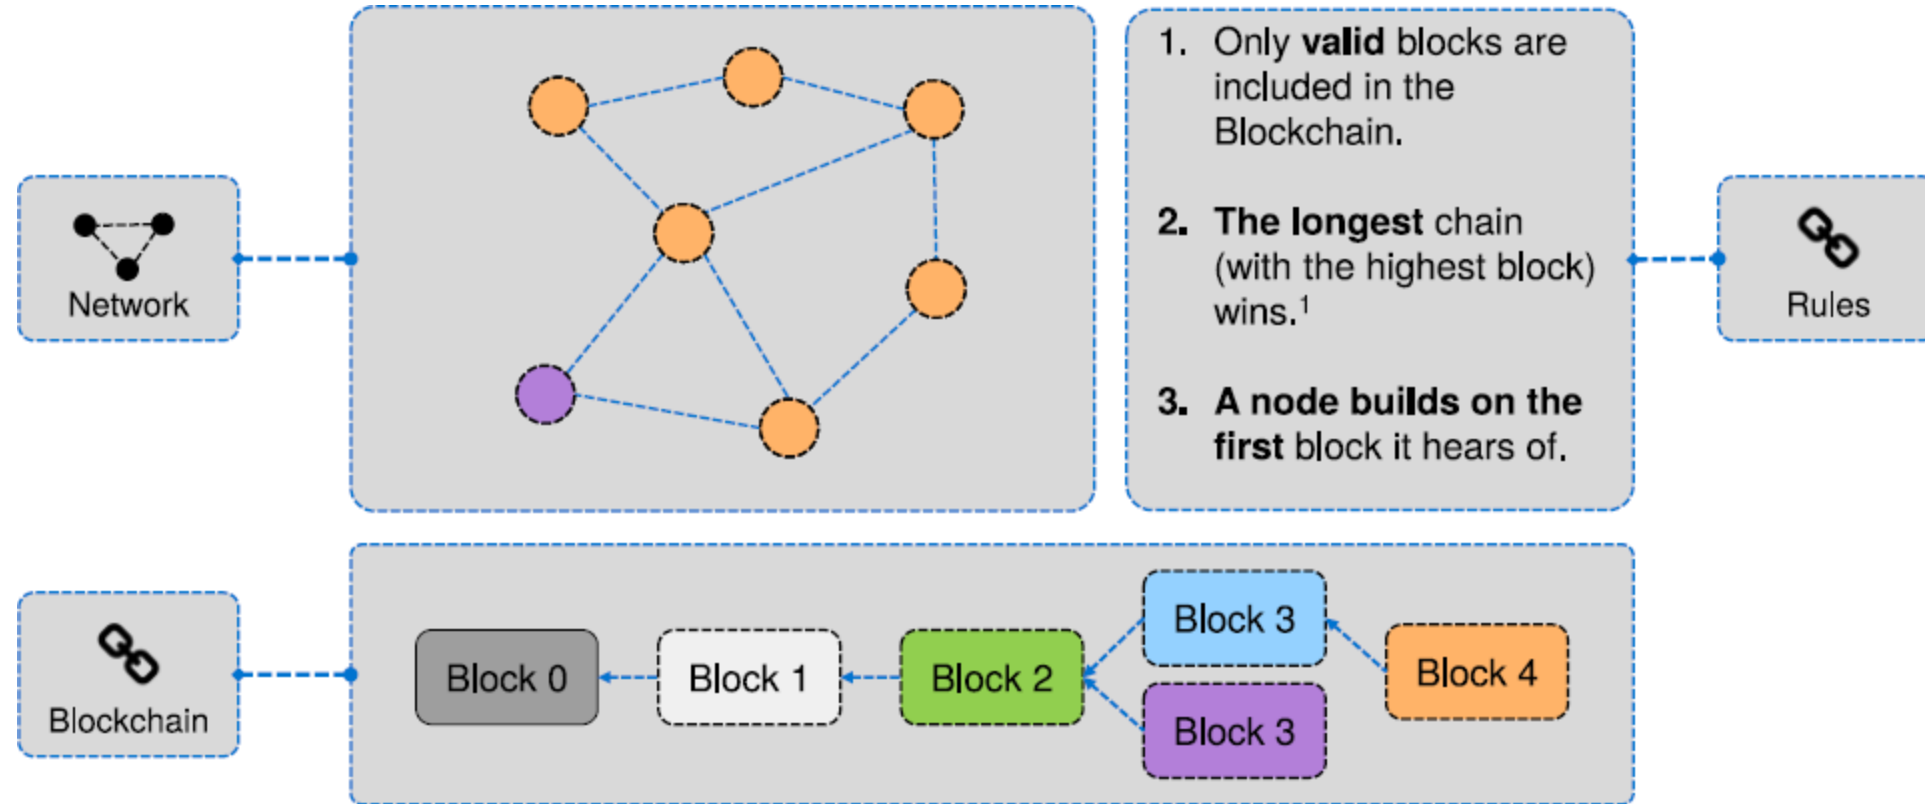 1. Only valid blocks are
included in the
Blockchain.
2. The longest chain
(with the highest block)
wins.¹
3. A node builds on the
first block it hears of.
Network
Rules
Blockchain
Block 0
Block 1
Block 2
Block 3
Block 3
Block 4